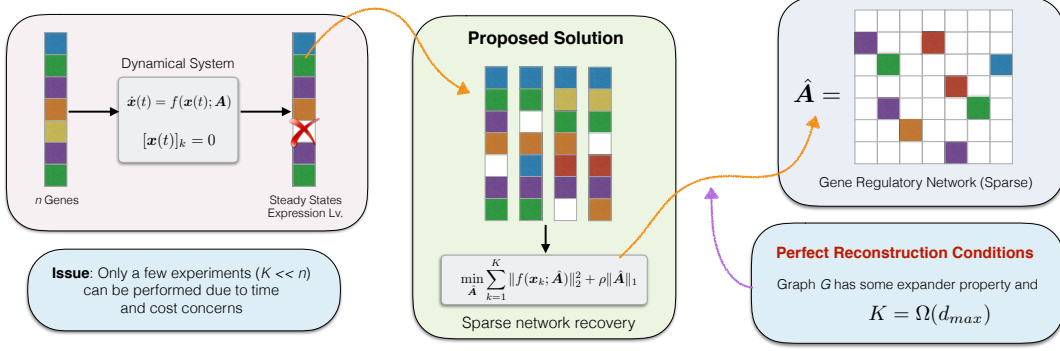 Dynamical System
ẋ(t) = f(x(t); A)
[x(t)]_k = 0
n Genes
Steady States
Expression Lv.
Issue: Only a few experiments (K << n)
can be performed due to time
and cost concerns
Proposed Solution
min_Â ∑_{k=1}^{K} ‖f(x_k; Â)‖_2^2 + ρ‖Â‖_1
Sparse network recovery
Â =
Gene Regulatory Network (Sparse)
Perfect Reconstruction Conditions
Graph G has some expander property and
K = Ω(d_{max})